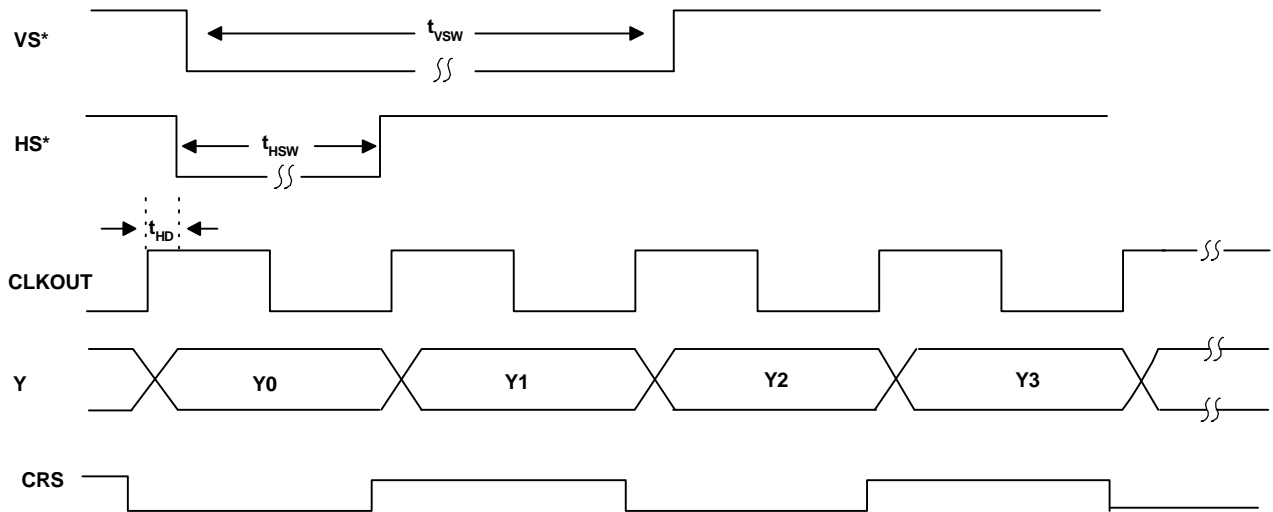 VS*
tVSW
HS*
tHSW
tHD
CLKOUT
Y
Y0
Y1
Y2
Y3
CRS